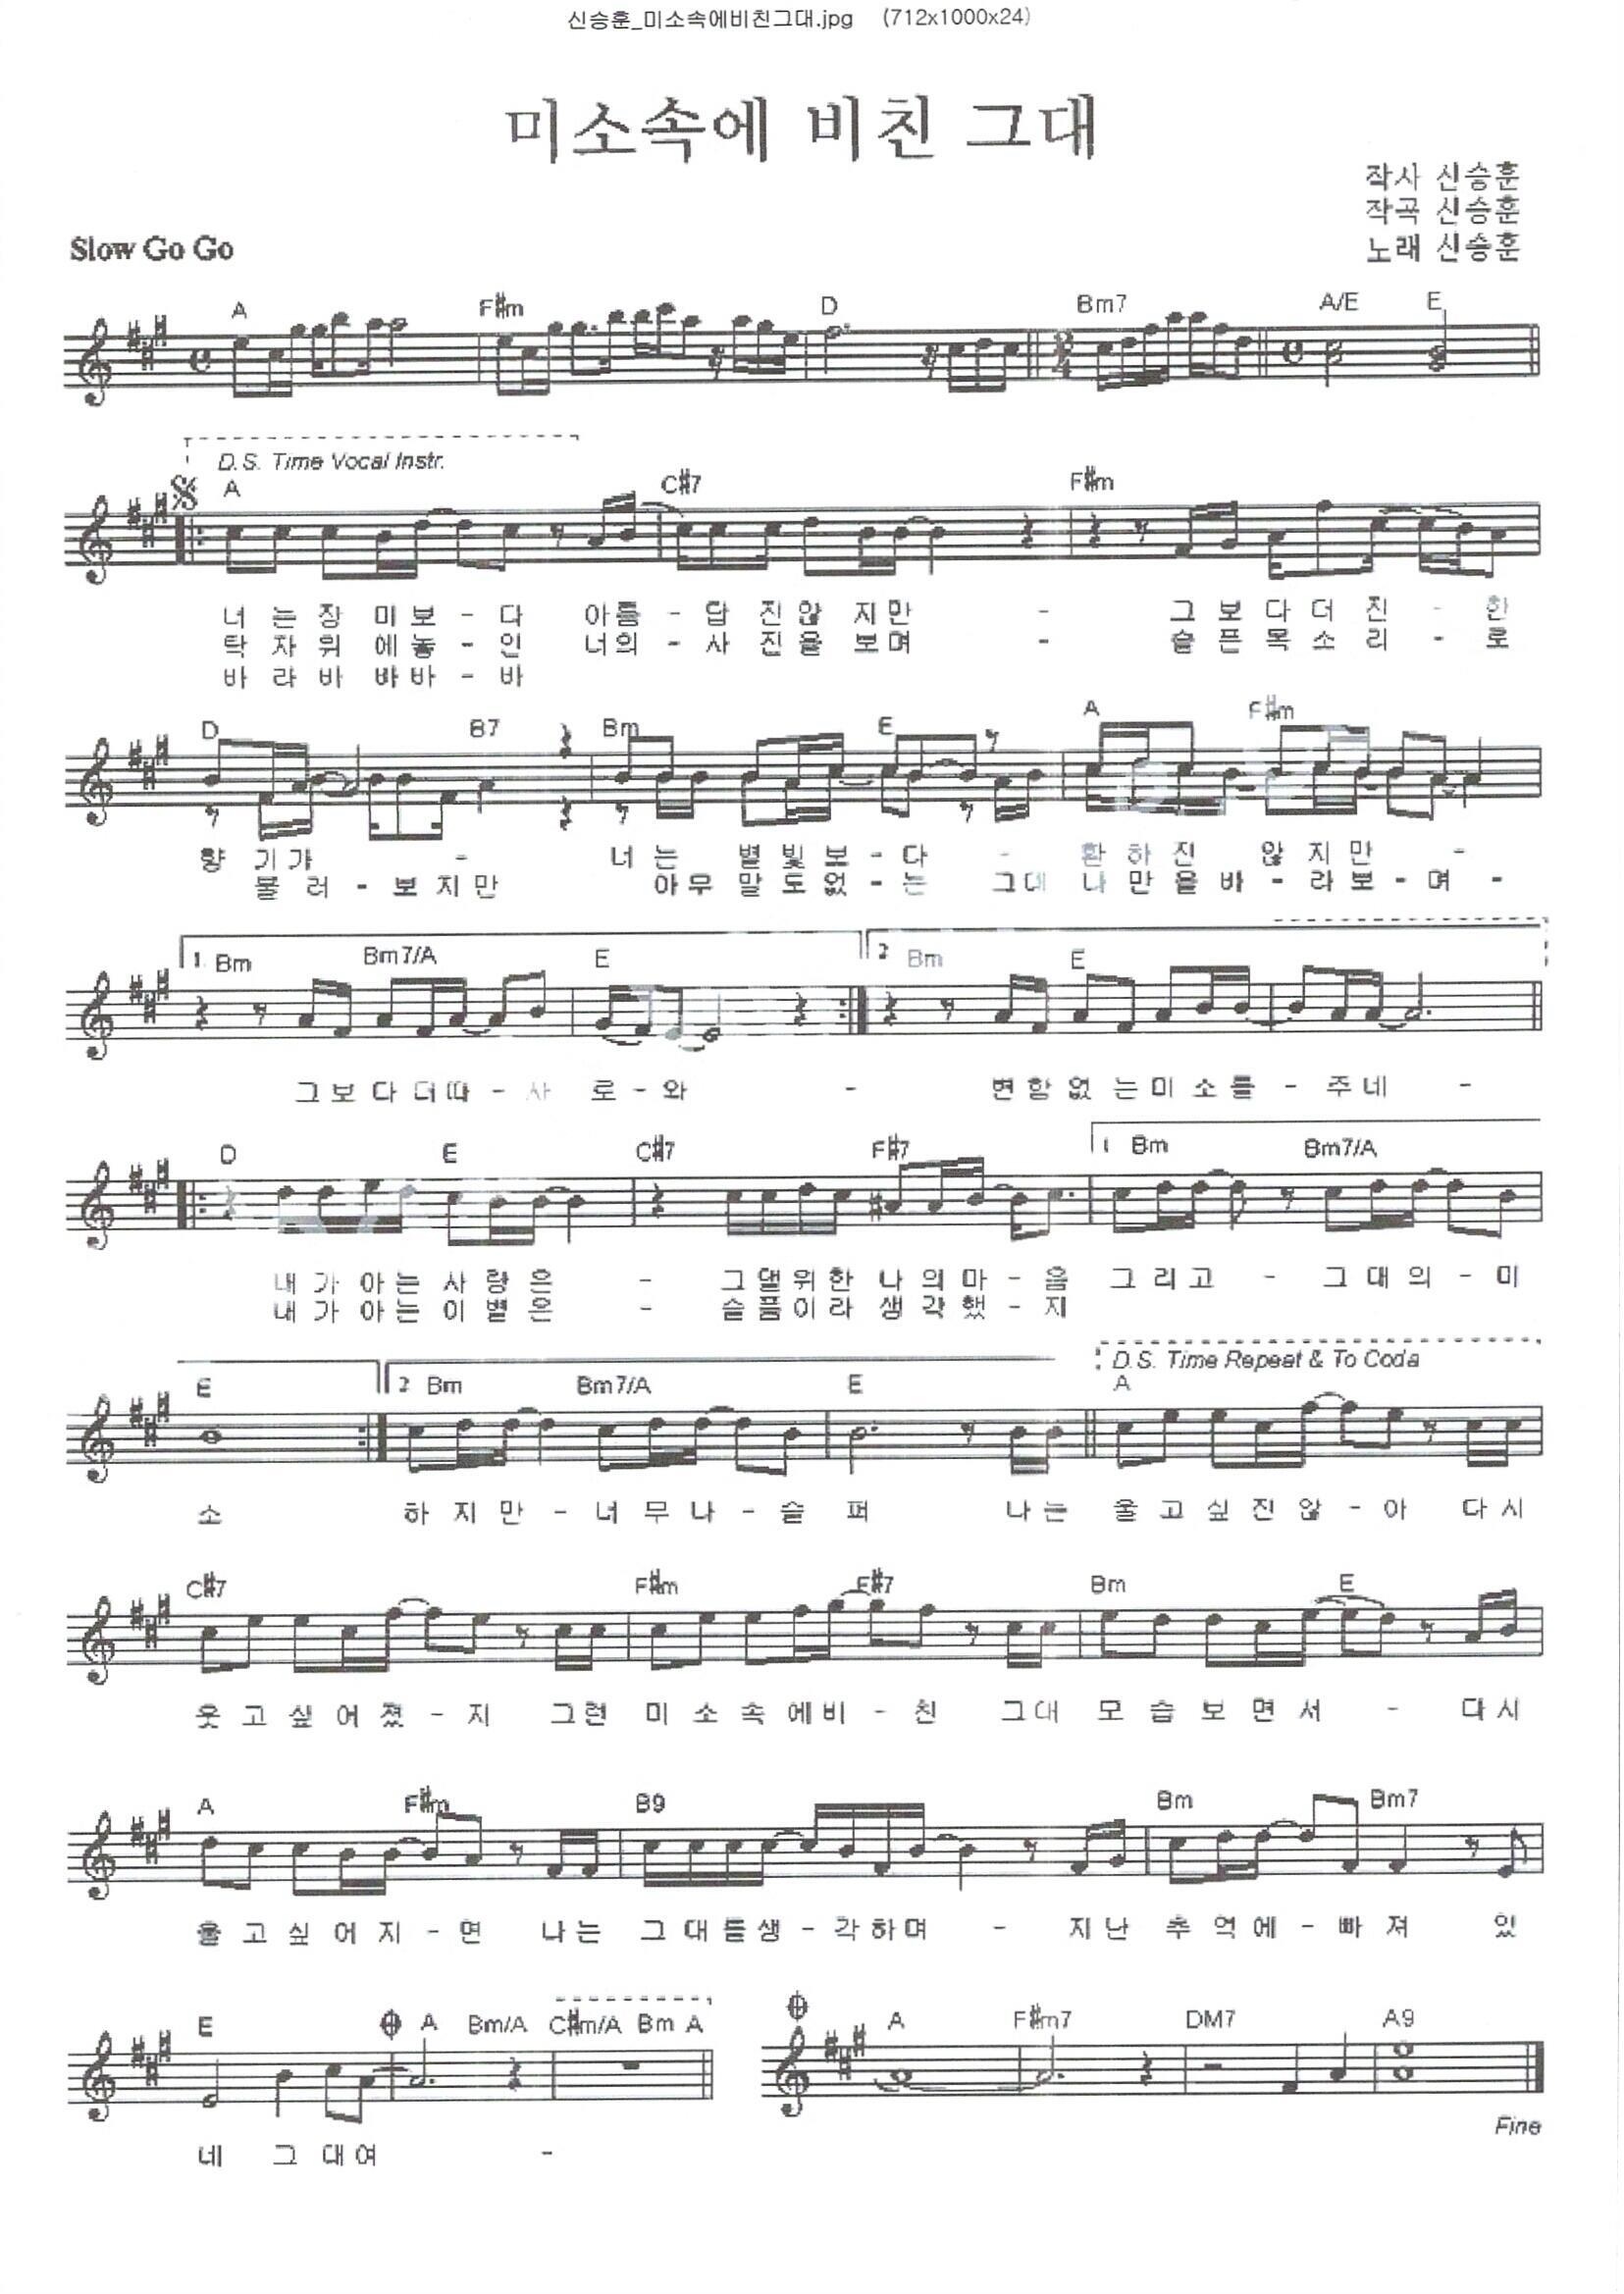 신승훈_미소속에비친그대.jpg (712x1000x24)
미소속에 비친 그대
작사 신승훈
작곡 신승훈
노래 신승훈
Slow Go Go
A F#m D Bm7 A/E E
D.S. Time Vocal Instr.
A C#7 F#m
너 는 장 미 보 - 다 아 름 - 답 진 않 지 만 - 그 보 다 더 진 - 한
탁 자 위 에 놓 - 인 너 의 - 사 진 을 보 며 - 슬 픈 목 소 리 - 로
바 라 바 바 바 - 바
D B7 Bm E A F#m
향 기 가 - 너 는 별 빛 보 - 다 - 환 하 진 않 지 만 -
불 러 - 보 지 만 아 무 말 도 없 - 는 그 대 나 만 을 바 - 라 보 - 며 -
1. Bm Bm7/A E 2 Bm E
그 보 다 더 따 - 사 로 - 와 - 변 함 없 는 미 소 를 - 주 네 -
D E C#7 F#7 1 Bm Bm7/A
내 가 아 는 사 랑 은 - 그 댈 위 한 나 의 마 - 음 그 리 고 - 그 대 의 - 미
내 가 아 는 이 별 은 - 슬 픔 이 라 생 각 했 - 지
D.S. Time Repeat & To Coda
E 2 Bm Bm7/A E A
소 하 지 만 - 너 무 나 - 슬 퍼 나 는 울 고 싶 진 않 - 아 다 시
C#7 F#m F#7 Bm E
웃 고 싶 어 졌 - 지 그 런 미 소 속 에 비 - 친 그 대 모 습 보 면 서 - 다 시
A F#m B9 Bm Bm7
울 고 싶 어 지 - 면 나 는 그 대 를 생 - 각 하 며 - 지 난 추 억 에 - 빠 져 있
E A Bm/A C#m/A Bm A A F#m7 DM7 A9
Fine
네 그 대 여 -